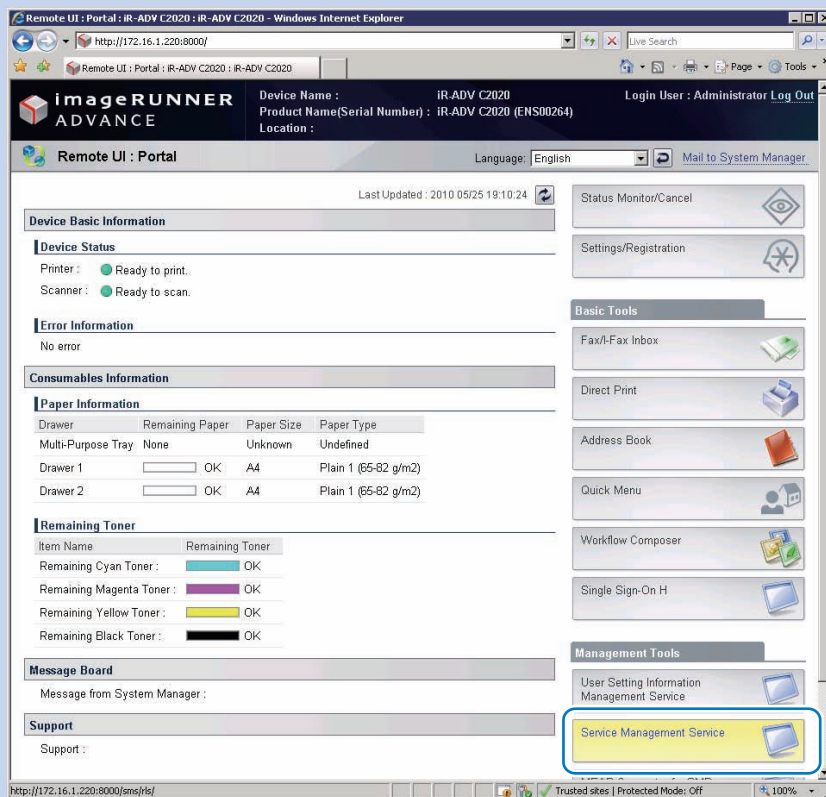 Remote UI : Portal : iR-ADV C2020 : iR-ADV C2020 - Windows Internet Explorer
http://172.16.1.220:8000/
Live Search
Remote UI : Portal : iR-ADV C2020 : iR-ADV C2020
Page
Tools
imageRUNNER
ADVANCE
Device Name : iR-ADV C2020
Product Name(Serial Number) : iR-ADV C2020 (ENS00264)
Location :
Login User : Administrator Log Out
Remote UI : Portal
Language: English
Mail to System Manager
Last Updated : 2010 05/25 19:10:24
Device Basic Information
Device Status
Printer : Ready to print.
Scanner : Ready to scan.
Error Information
No error
Consumables Information
Paper Information
Drawer Remaining Paper Paper Size Paper Type
Multi-Purpose Tray None Unknown Undefined
Drawer 1 OK A4 Plain 1 (65-82 g/m2)
Drawer 2 OK A4 Plain 1 (65-82 g/m2)
Remaining Toner
Item Name Remaining Toner
Remaining Cyan Toner : OK
Remaining Magenta Toner : OK
Remaining Yellow Toner : OK
Remaining Black Toner : OK
Message Board
Message from System Manager :
Support
Support :
Status Monitor/Cancel
Settings/Registration
Basic Tools
Fax/I-Fax Inbox
Direct Print
Address Book
Quick Menu
Workflow Composer
Single Sign-On H
Management Tools
User Setting Information
Management Service
Service Management Service
http://172.16.1.220:8000/sms/rls/
Trusted sites | Protected Mode: Off
100%